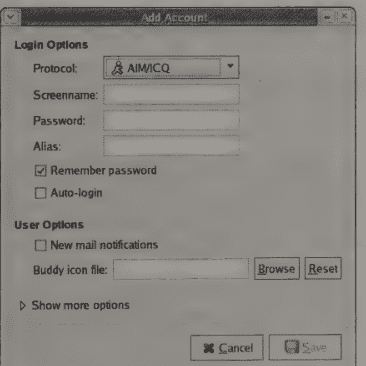 Add Account
Login Options
Protocol: AIM/ICQ
Screenname:
Password:
Alias:
Remember password
Auto-login
User Options
New mail notifications
Buddy icon file: Browse Reset
Show more options
Cancel Save